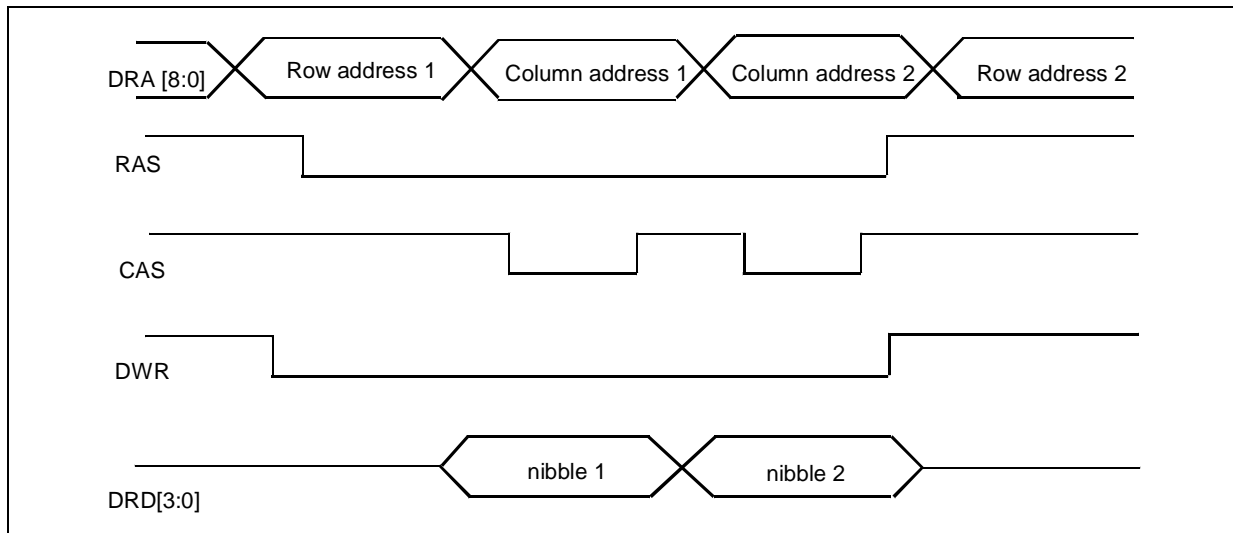 DRA [8:0]
Row address 1
Column address 1
Column address 2
Row address 2
RAS
CAS
DWR
nibble 1
nibble 2
DRD[3:0]